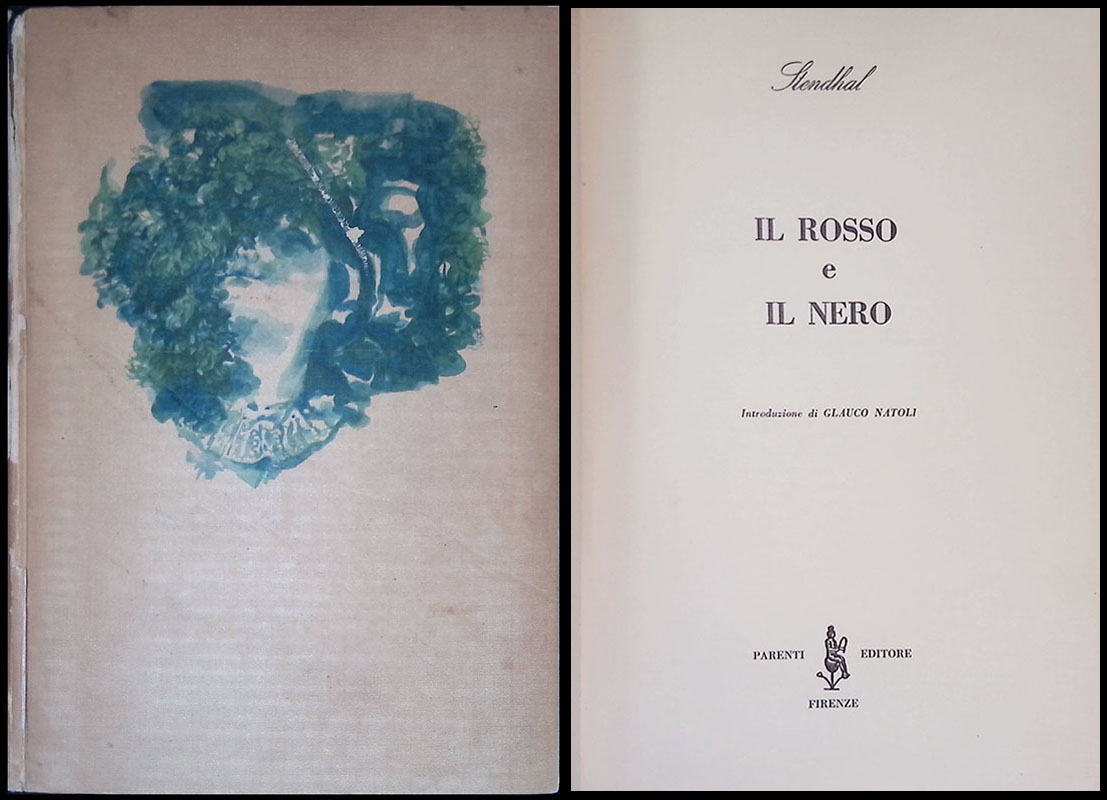 Stendhal
IL ROSSO
e
IL NERO
Introduzione di GLAUCO NATOLI
PARENTI EDITORE
FIRENZE